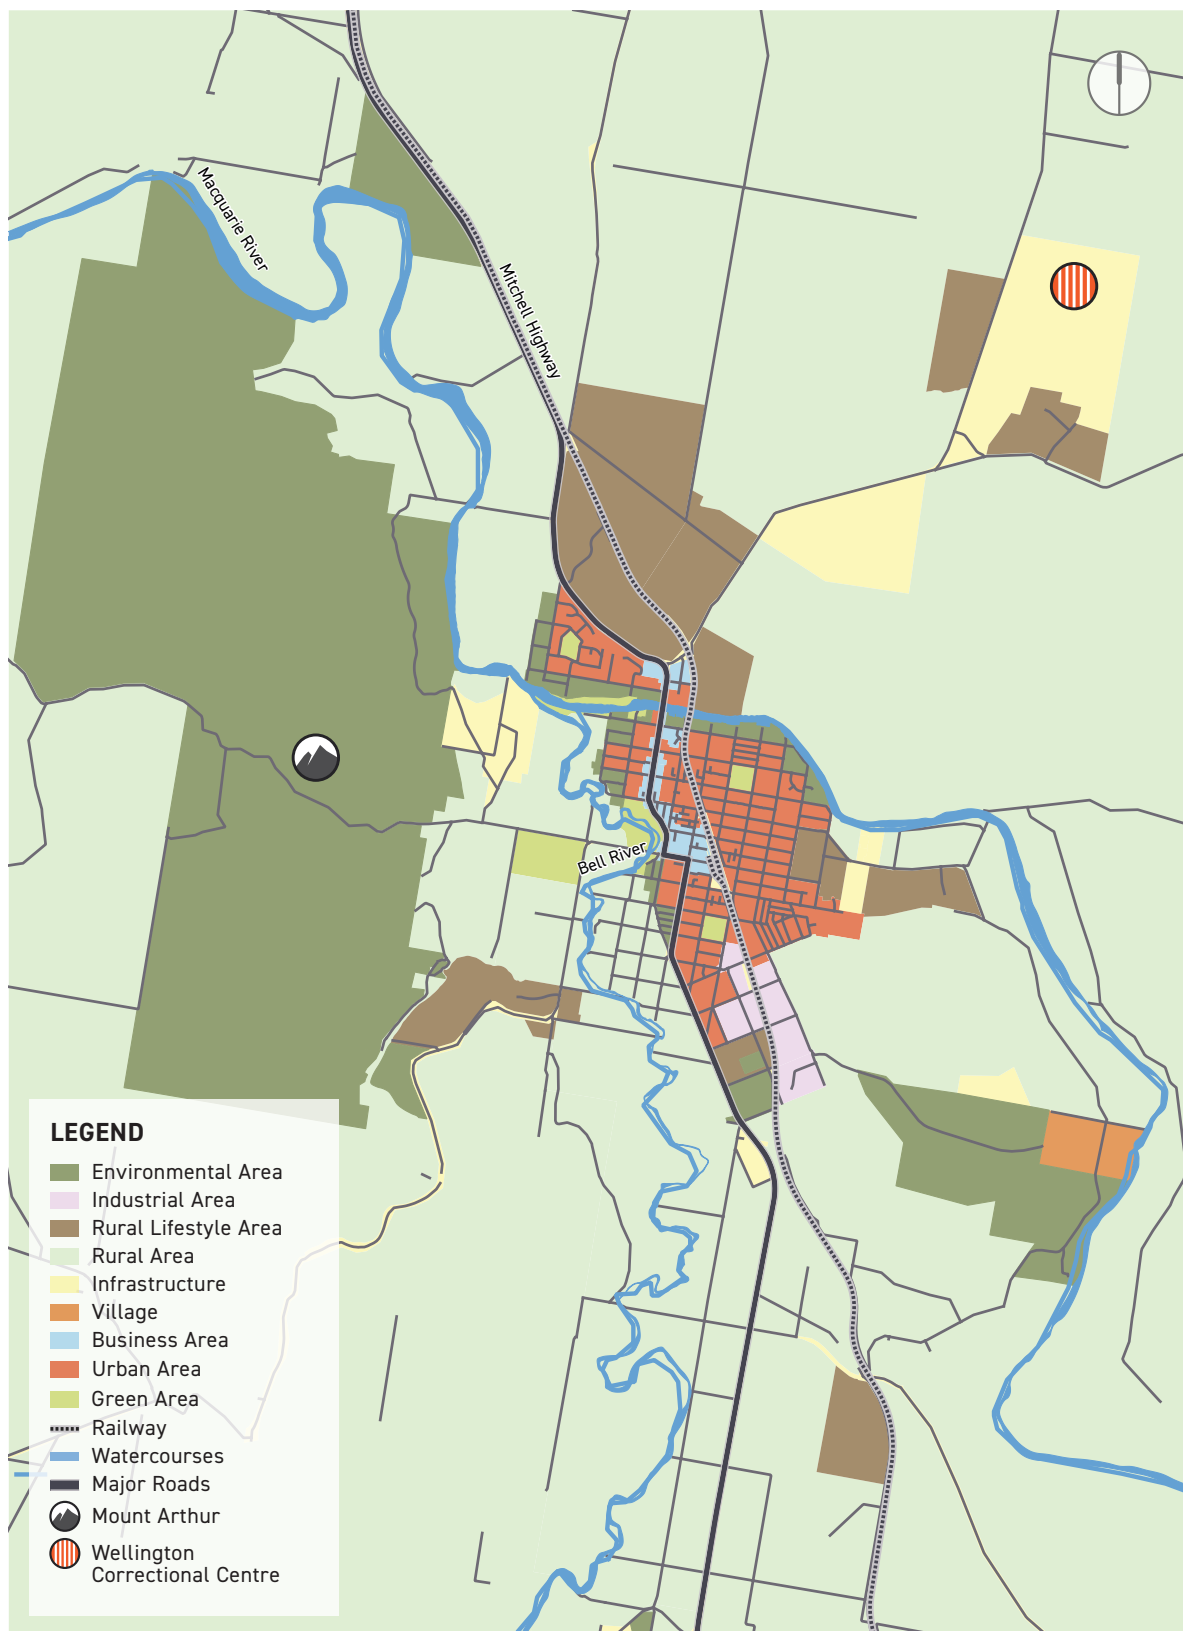 Macquarie River
Mitchell Highway
Bell River
LEGEND
Environmental Area
Industrial Area
Rural Lifestyle Area
Rural Area
Infrastructure
Village
Business Area
Urban Area
Green Area
Railway
Watercourses
Major Roads
Mount Arthur
Wellington
Correctional Centre